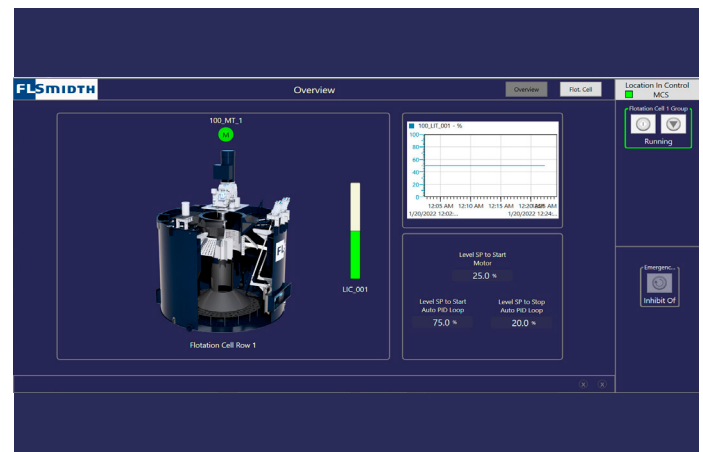 FLSMIDTH
Overview
Overview
Flot. Cell
Location In Control
MCS
Flotation Cell 1 Group
Running
100_MT_1
M
LIC_001
Flotation Cell Row 1
100_LIT_001 - %
100
80
60
40
20
0
12:05 AM 12:10 AM 12:15 AM 12:20 AM
1/20/2022 12:02:...
1/20/2022 12:24:...
Level SP to Start
Motor
25.0 %
Level SP to Start
Auto PID Loop
75.0 %
Level SP to Stop
Auto PID Loop
20.0 %
Emergenc...
Inhibit Of
X X